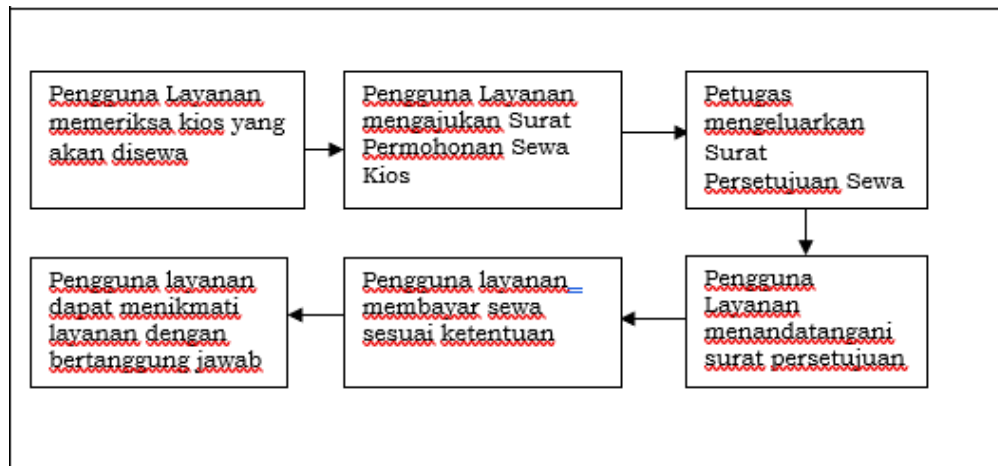 Pengguna Layanan
memeriksa kios yang
akan disewa
Pengguna Layanan
mengajukan Surat
Permohonan Sewa
Kios
Petugas
mengeluarkan
Surat
Persetujuan Sewa
Pengguna
Layanan
menandatangani
surat persetujuan
Pengguna layanan
membayar sewa
sesuai ketentuan
Pengguna layanan
dapat menikmati
layanan dengan
bertanggung jawab